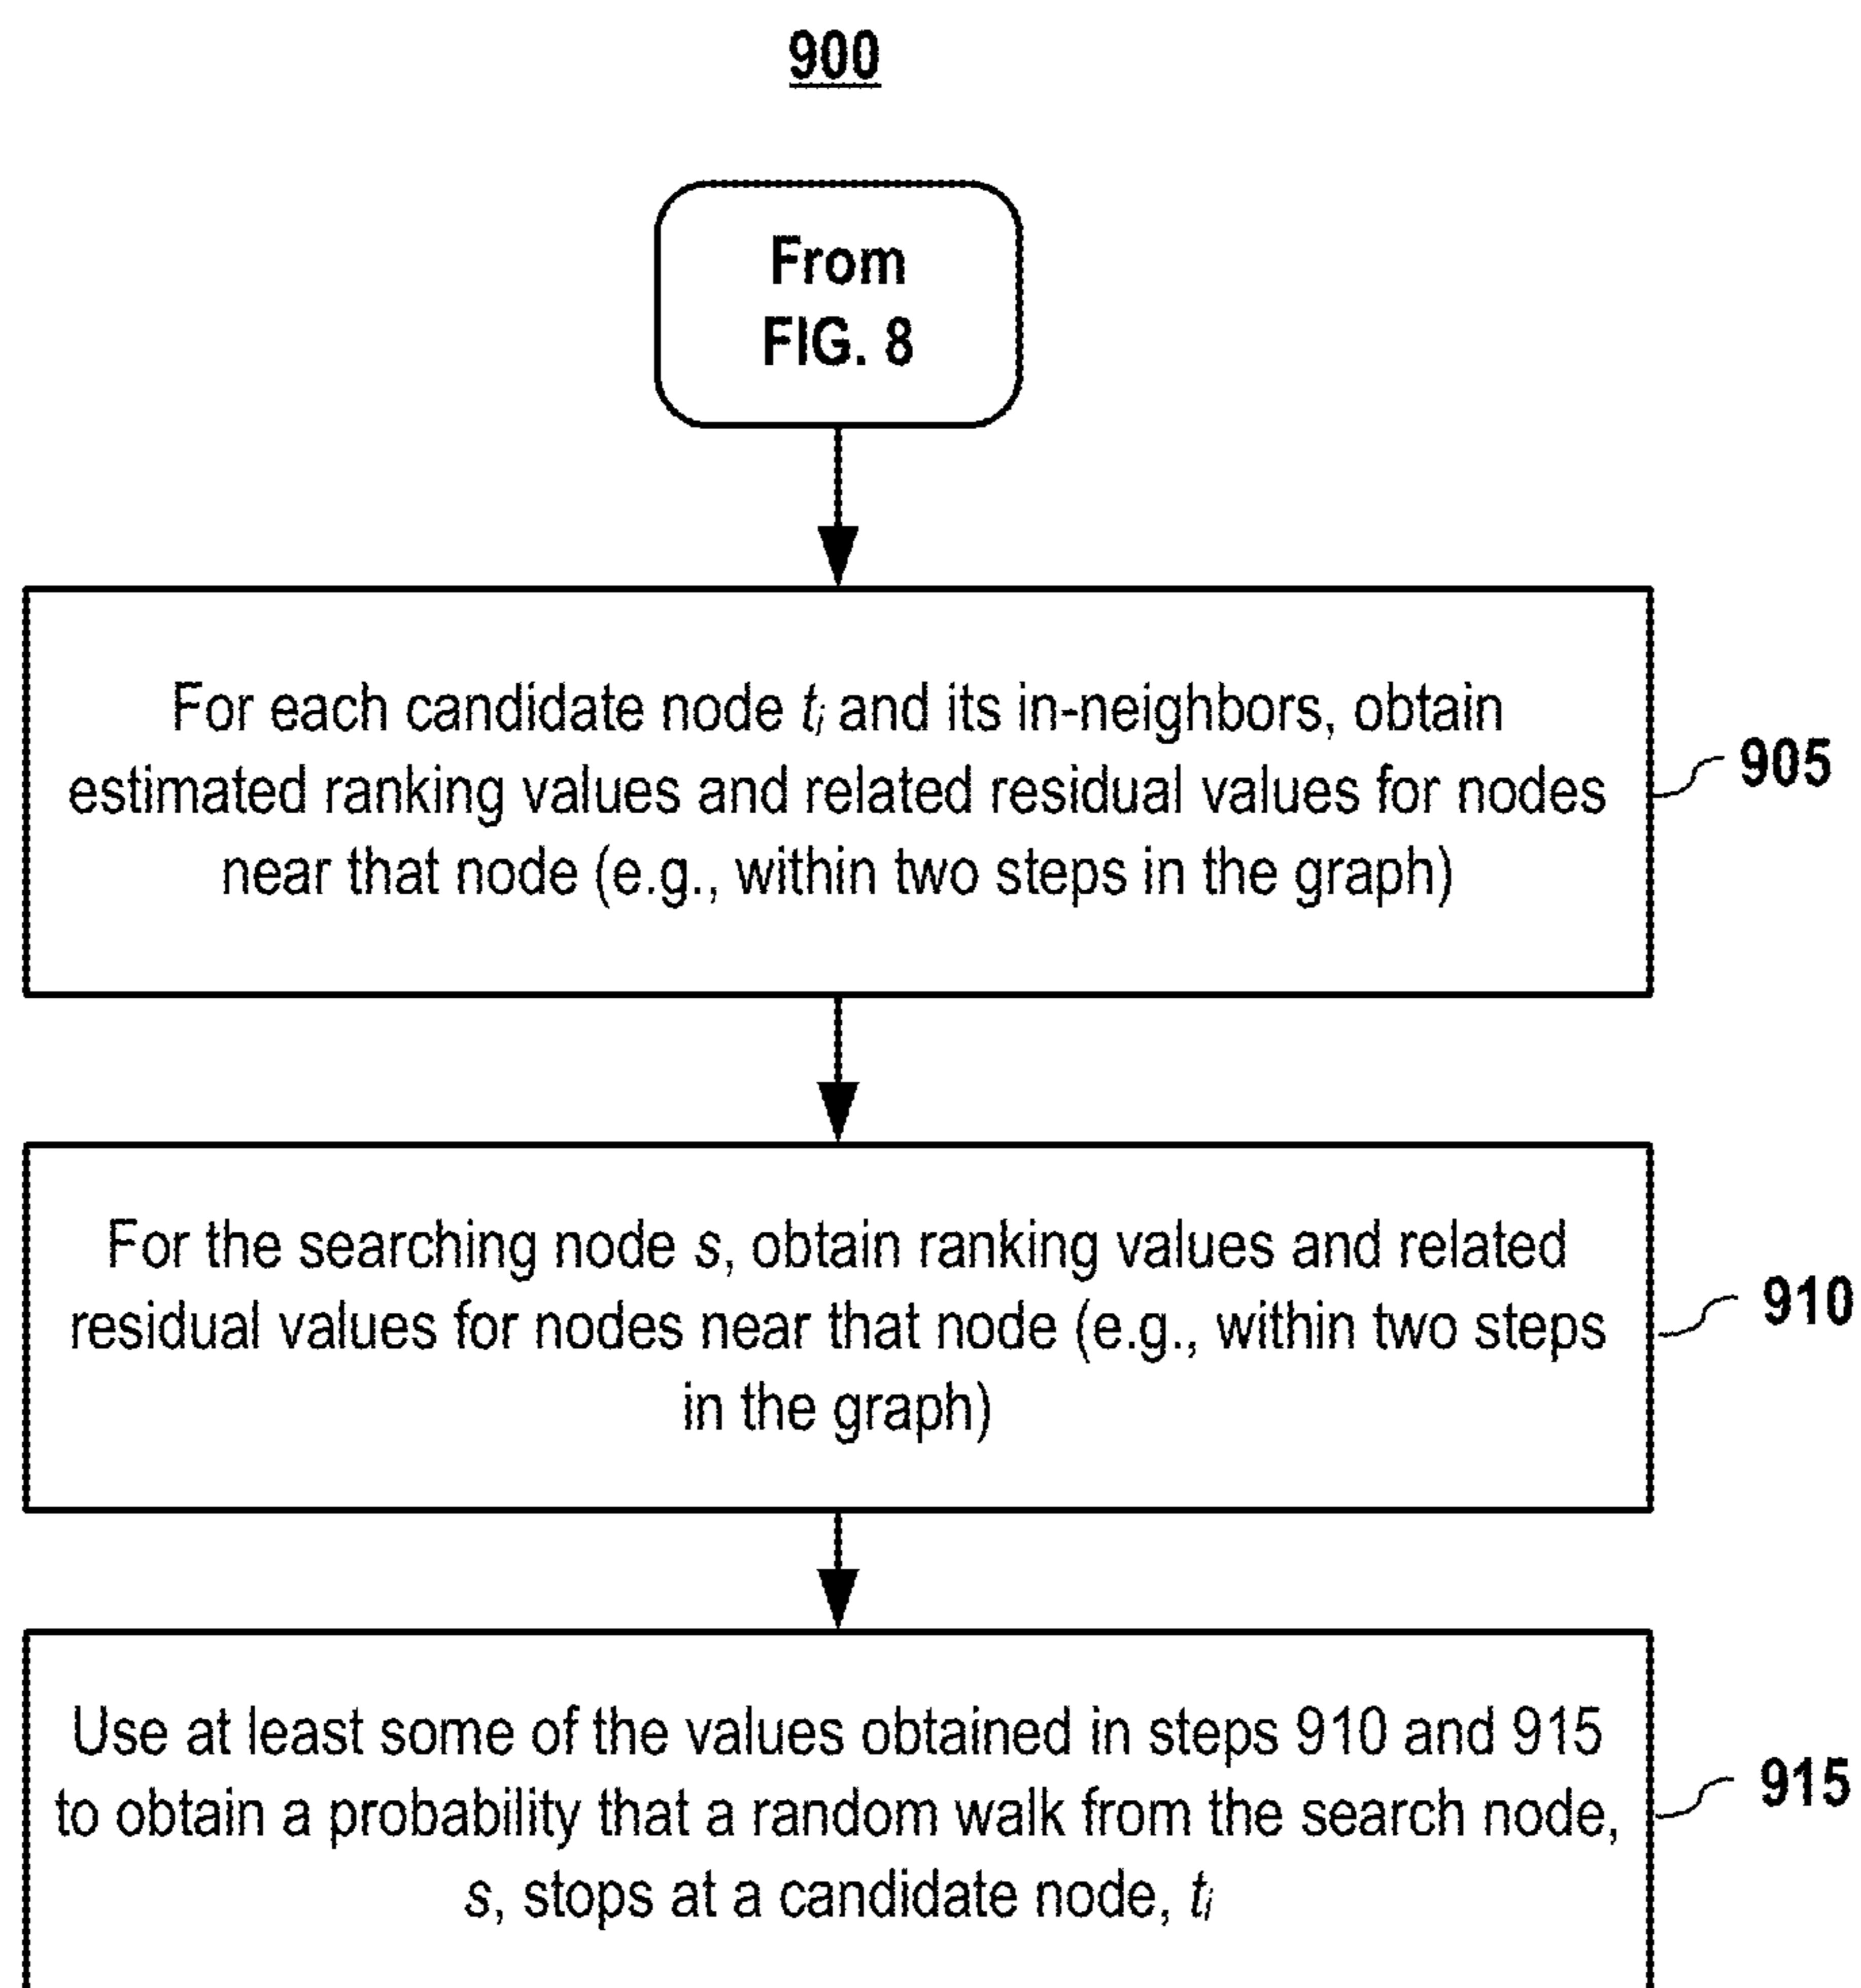 900
From
FIG. 8
For each candidate node ti and its in-neighbors, obtain
estimated ranking values and related residual values for nodes
near that node (e.g., within two steps in the graph)
905
For the searching node s, obtain ranking values and related
residual values for nodes near that node (e.g., within two steps
in the graph)
910
Use at least some of the values obtained in steps 910 and 915
to obtain a probability that a random walk from the search node,
s, stops at a candidate node, ti
915